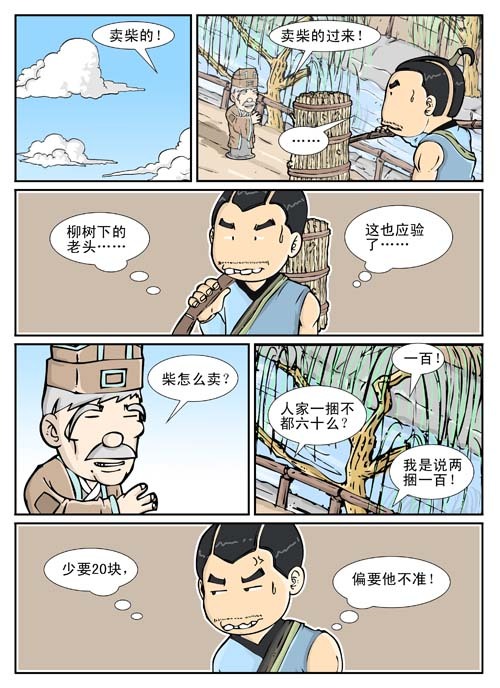 卖柴的！
卖柴的过来！
……
柳树下的
老头……
这也应验
了……
柴怎么卖？
一百！
人家一捆不
都六十么？
我是说两
捆一百！
少要20块，
偏要他不准！